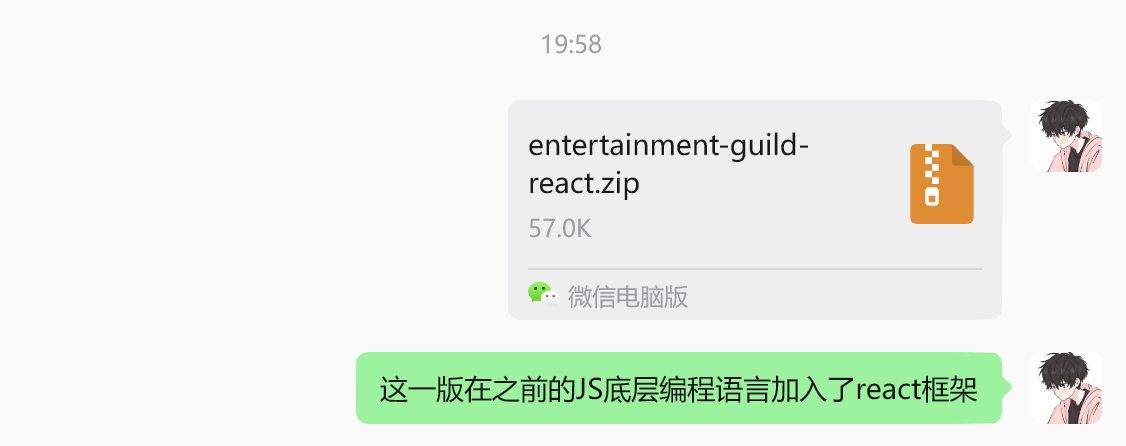 19:58
entertainment-guild-
react.zip
57.0K
微信电脑版
这一版在之前的JS底层编程语言加入了react框架